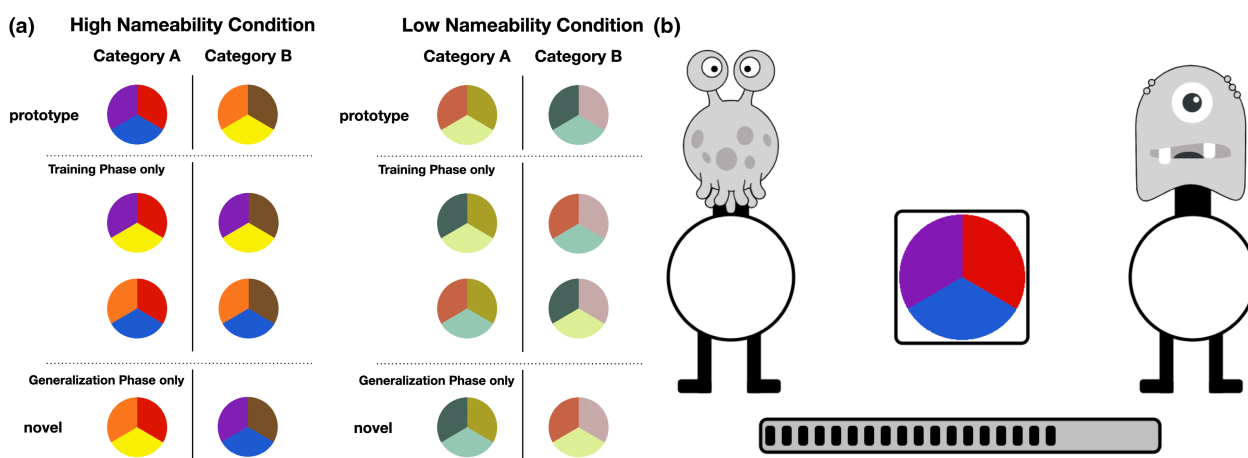 (a) High Nameability Condition Low Nameability Condition (b)
Category A Category B Category A Category B
prototype prototype
Training Phase only Training Phase only
Generalization Phase only Generalization Phase only
novel novel